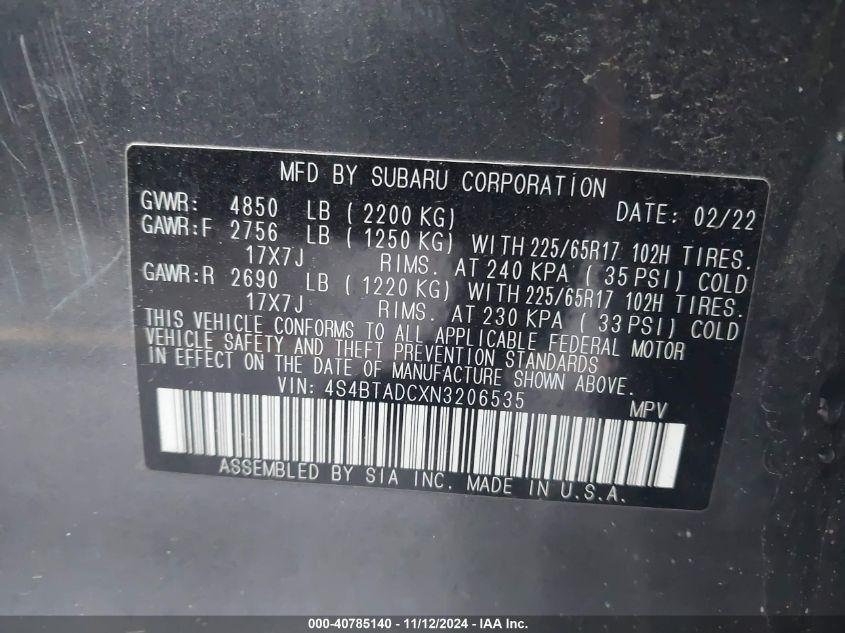 MFD BY SUBARU CORPORATION
GVWR: 4850 LB ( 2200 KG) DATE: 02/22
GAWR:F 2756 LB ( 1250 KG) WITH 225/65R17 102H TIRES.
17X7J RIMS. AT 240 KPA ( 35 PSI) COLD
GAWR:R 2690 LB ( 1220 KG) WITH 225/65R17 102H TIRES.
17X7J RIMS. AT 230 KPA ( 33 PSI) COLD
THIS VEHICLE CONFORMS TO ALL APPLICABLE FEDERAL MOTOR
VEHICLE SAFETY AND THEFT PREVENTION STANDARDS
IN EFFECT ON THE DATE OF MANUFACTURE SHOWN ABOVE.
VIN: 4S4BTADCXN3206535 MPV
ASSEMBLED BY SIA INC. MADE IN U.S.A.
000-40785140 - 11/12/2024 - IAA Inc.